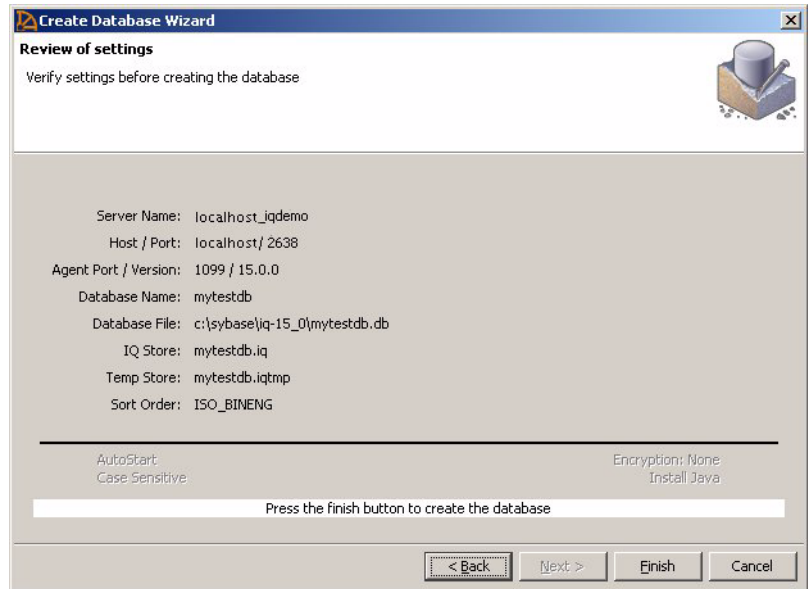 Create Database Wizard
Review of settings
Verify settings before creating the database
Server Name: localhost_iqdemo
Host / Port: localhost/ 2638
Agent Port / Version: 1099 / 15.0.0
Database Name: mytestdb
Database File: c:\sybase\iq-15_0\mytestdb.db
IQ Store: mytestdb.iq
Temp Store: mytestdb.iqtmp
Sort Order: ISO_BINENG
AutoStart Encryption: None
Case Sensitive Install Java
Press the finish button to create the database
< Back Next > Finish Cancel